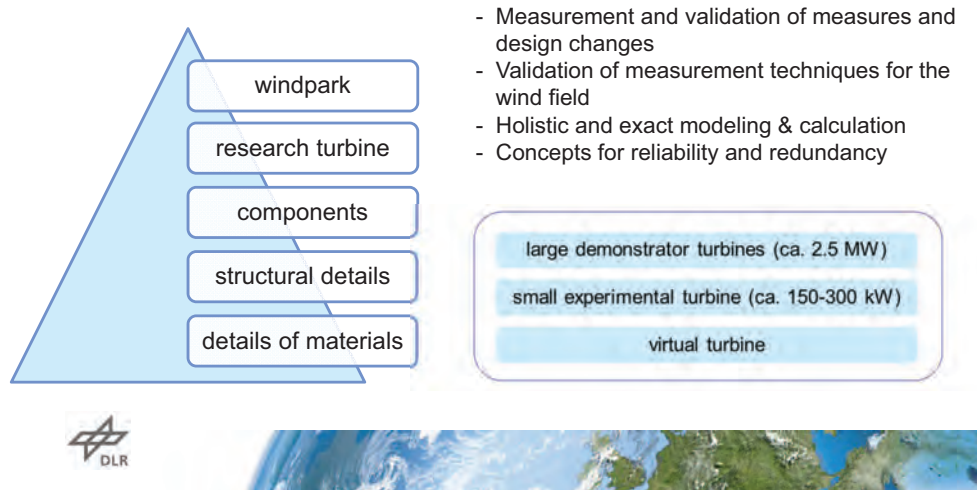 windpark
research turbine
components
structural details
details of materials
- Measurement and validation of measures and
design changes
- Validation of measurement techniques for the
wind field
- Holistic and exact modeling & calculation
- Concepts for reliability and redundancy
large demonstrator turbines (ca. 2.5 MW)
small experimental turbine (ca. 150-300 kW)
virtual turbine
DLR